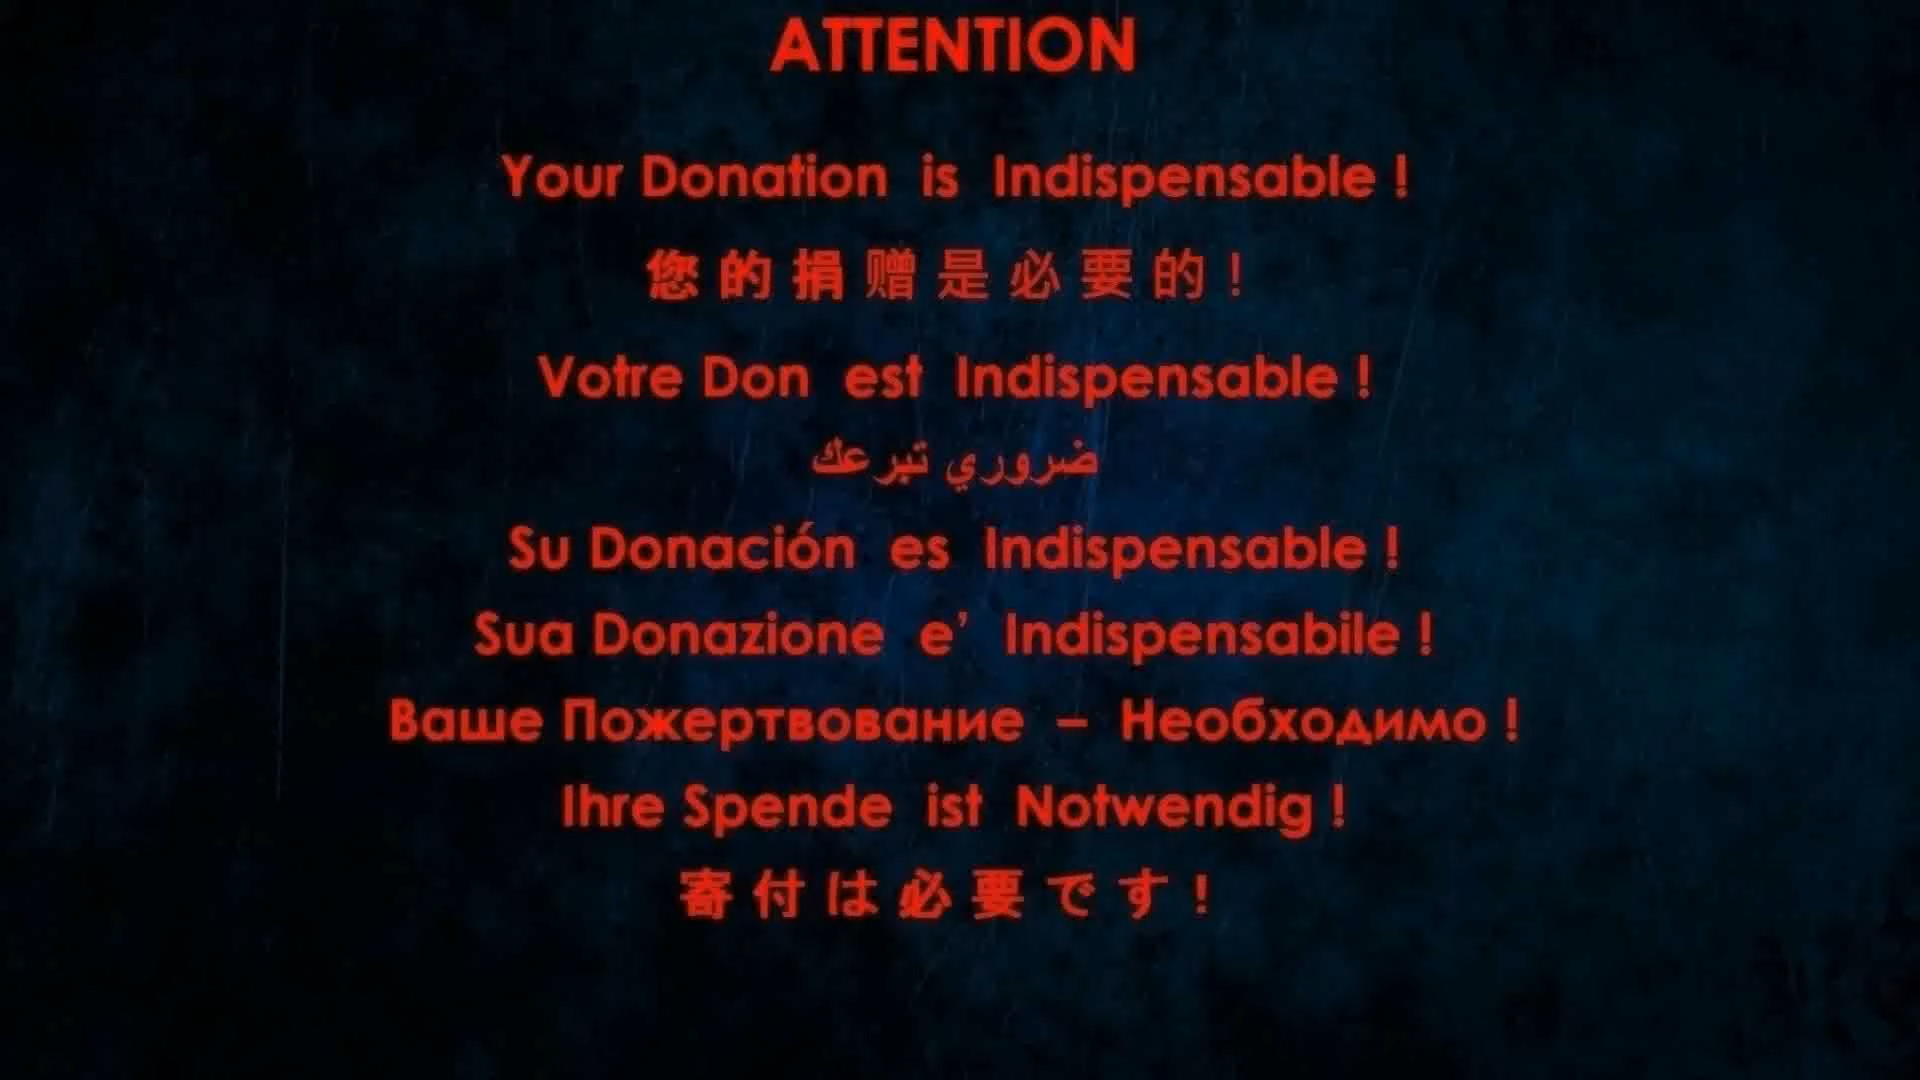 ATTENTION
Your Donation is Indispensable !
您的捐赠是必要的!
Votre Don est Indispensable !
ضروري تبرعك
Su Donación es Indispensable !
Sua Donazione e’ Indispensabile !
Ваше Пожертвование – Необходимо !
Ihre Spende ist Notwendig !
寄付は必要です!